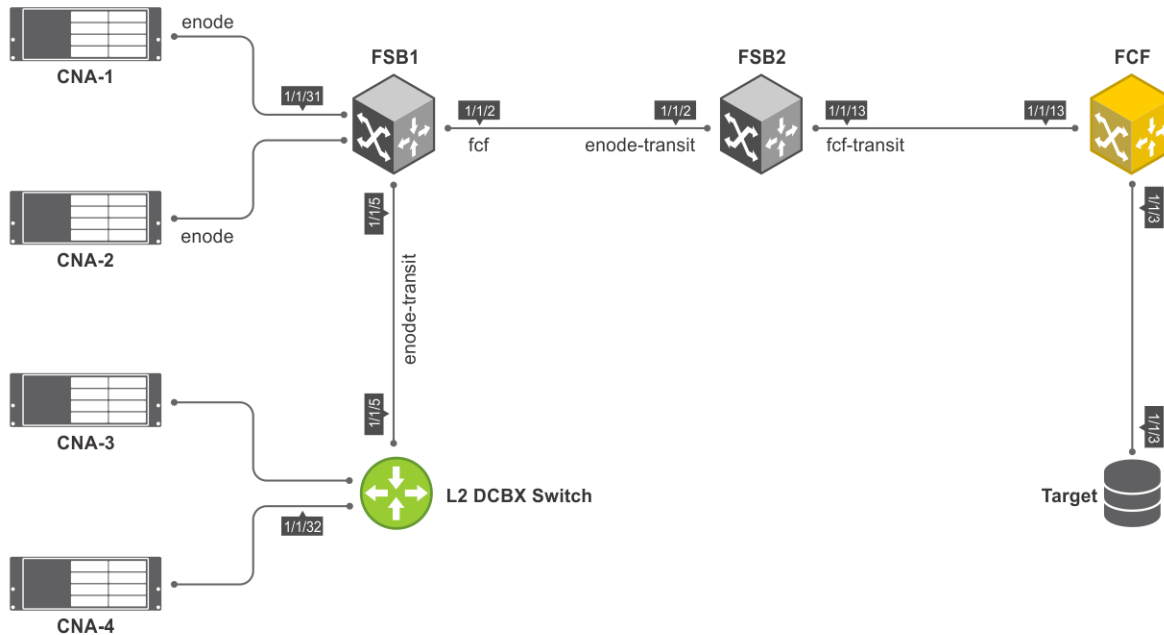 enode
CNA-1
FSB1
FSB2
FCF
1/1/31
1/1/2
1/1/2
1/1/13
1/1/13
fcf
enode-transit
fcf-transit
enode
CNA-2
1/1/5
enode-transit
1/1/5
1/1/3
1/1/3
CNA-3
L2 DCBX Switch
Target
1/1/32
CNA-4